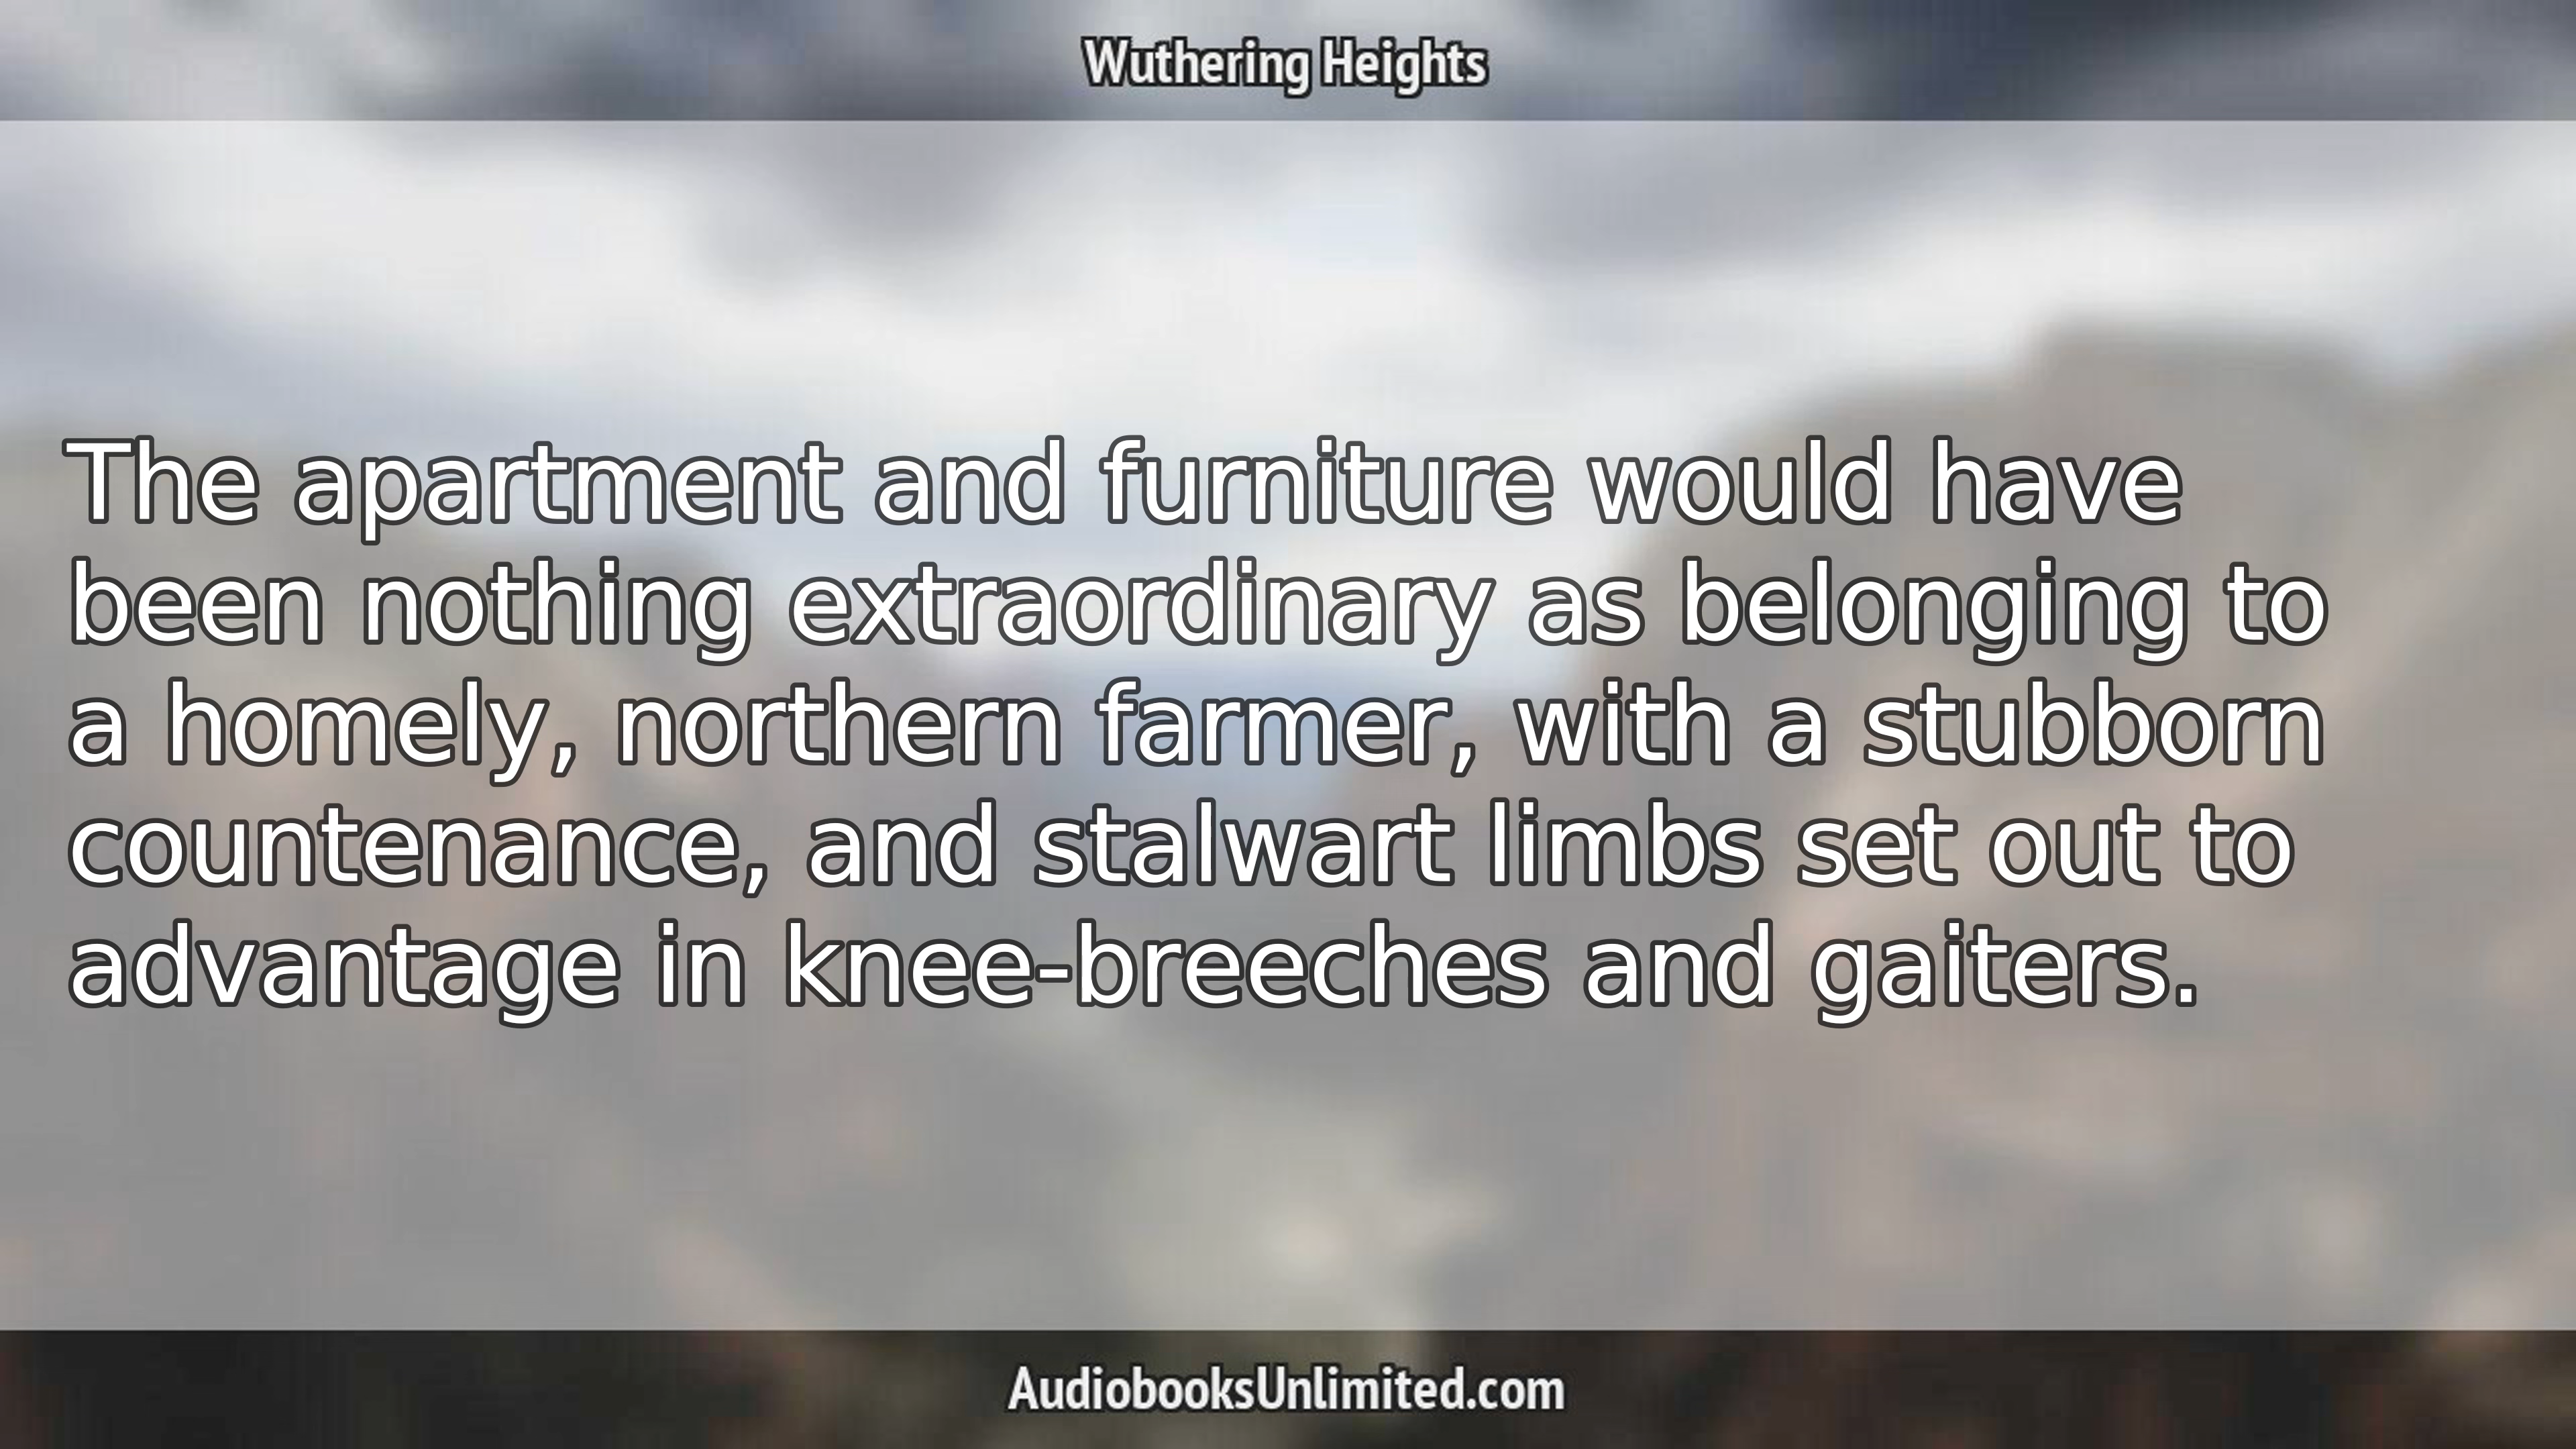 Wuthering Heights
The apartment and furniture would have
been nothing extraordinary as belonging to
a homely, northern farmer, with a stubborn
countenance, and stalwart limbs set out to
advantage in knee-breeches and gaiters.
AudiobooksUnlimited.com